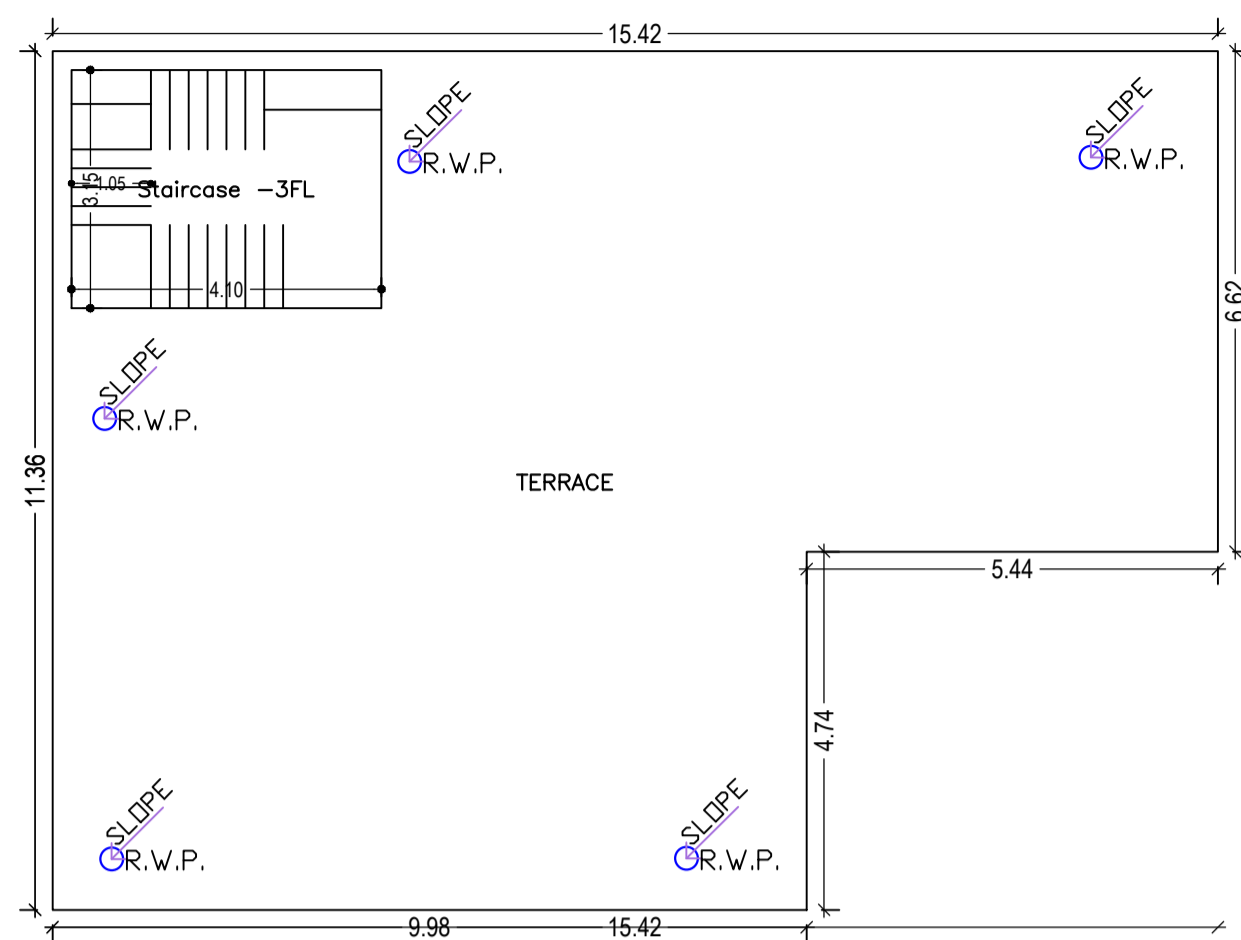 15.42
SLOPE
R.W.P.
SLOPE
R.W.P.
3.15
1.05
Staircase -3FL
4.10
6.62
SLOPE
R.W.P.
11.36
TERRACE
5.44
4.74
SLOPE
R.W.P.
SLOPE
R.W.P.
9.98
15.42